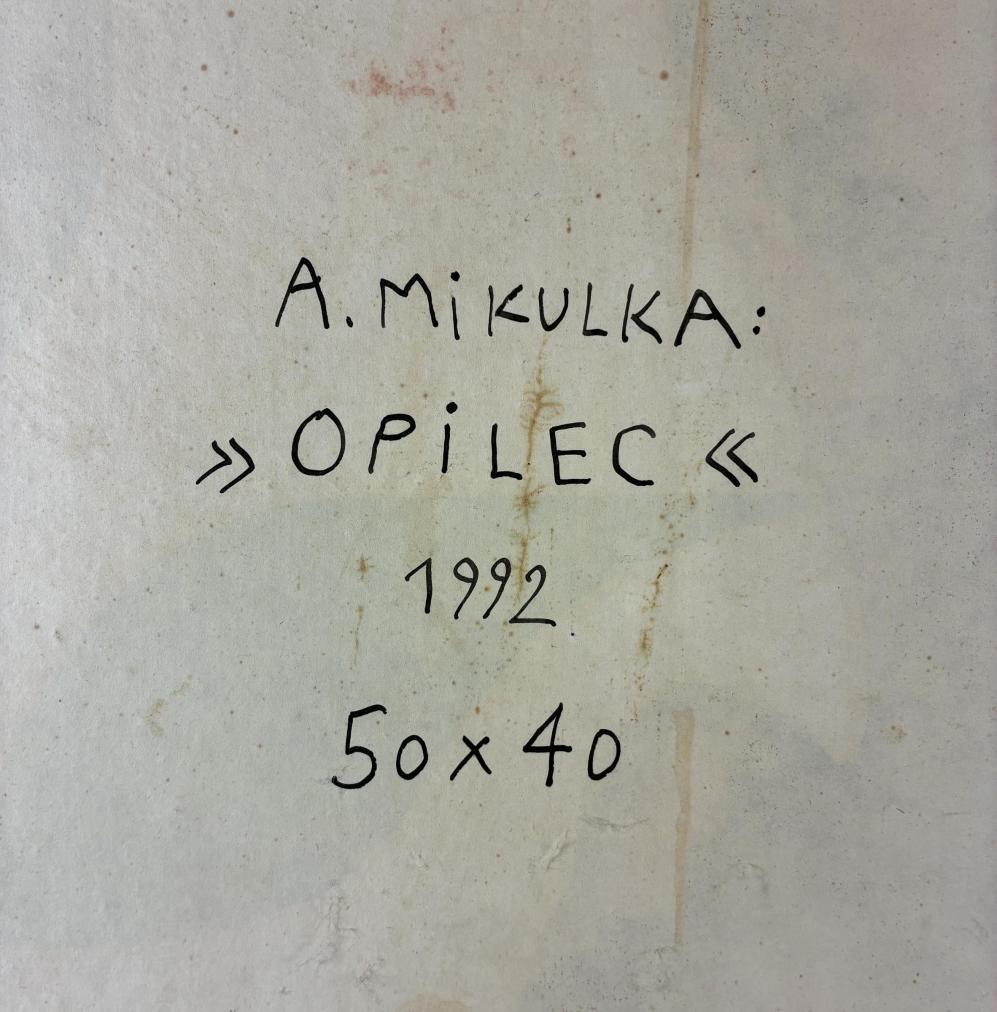 A. MiKULKA:
» OPiLEC «
1992.
50 x 40